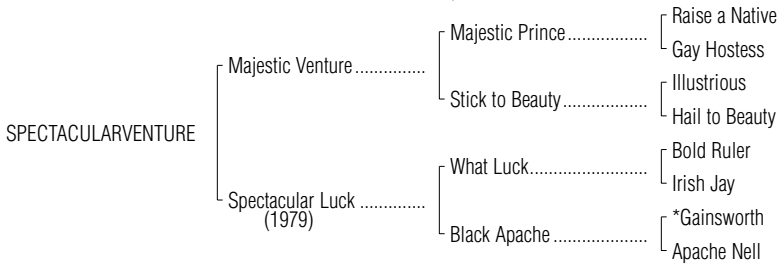 Raise a Native
Majestic Prince.................
Gay Hostess
Majestic Venture ...............
Illustrious
Stick to Beauty..................
Hail to Beauty
SPECTACULARVENTURE
Bold Ruler
What Luck.........................
Irish Jay
Spectacular Luck ..............
(1979)
*Gainsworth
Black Apache ....................
Apache Nell